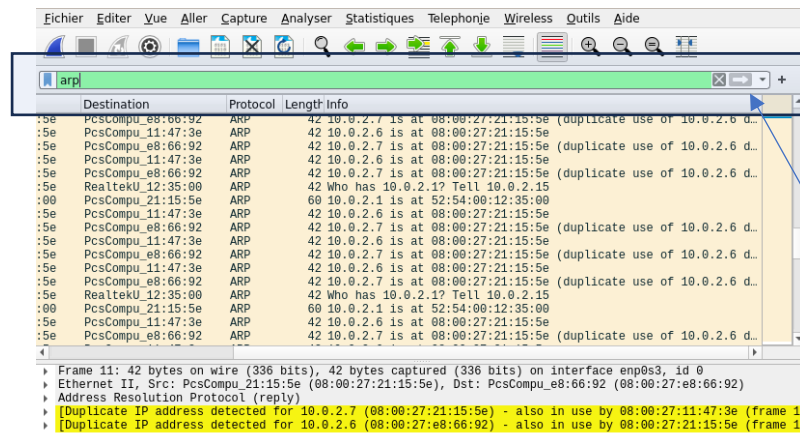 Fichier Editer Vue Aller Capture Analyser Statistiques Telephonie Wireless Outils Aide
arp
Destination Protocol Length Info
:5e PcsCompu_e8:66:92 ARP 42 10.0.2.7 is at 08:00:27:21:15:5e (duplicate use of 10.0.2.6 d…
:5e PcsCompu_11:47:3e ARP 42 10.0.2.6 is at 08:00:27:21:15:5e
:5e PcsCompu_e8:66:92 ARP 42 10.0.2.7 is at 08:00:27:21:15:5e (duplicate use of 10.0.2.6 d…
:5e PcsCompu_11:47:3e ARP 42 10.0.2.6 is at 08:00:27:21:15:5e
:5e PcsCompu_e8:66:92 ARP 42 10.0.2.7 is at 08:00:27:21:15:5e (duplicate use of 10.0.2.6 d…
:5e RealtekU_12:35:00 ARP 42 Who has 10.0.2.1? Tell 10.0.2.15
:00 PcsCompu_21:15:5e ARP 60 10.0.2.1 is at 52:54:00:12:35:00
:5e PcsCompu_11:47:3e ARP 42 10.0.2.6 is at 08:00:27:21:15:5e
:5e PcsCompu_e8:66:92 ARP 42 10.0.2.7 is at 08:00:27:21:15:5e (duplicate use of 10.0.2.6 d…
:5e PcsCompu_11:47:3e ARP 42 10.0.2.6 is at 08:00:27:21:15:5e
:5e PcsCompu_e8:66:92 ARP 42 10.0.2.7 is at 08:00:27:21:15:5e (duplicate use of 10.0.2.6 d…
:5e PcsCompu_11:47:3e ARP 42 10.0.2.6 is at 08:00:27:21:15:5e
:5e PcsCompu_e8:66:92 ARP 42 10.0.2.7 is at 08:00:27:21:15:5e (duplicate use of 10.0.2.6 d…
:5e RealtekU_12:35:00 ARP 42 Who has 10.0.2.1? Tell 10.0.2.15
:00 PcsCompu_21:15:5e ARP 60 10.0.2.1 is at 52:54:00:12:35:00
:5e PcsCompu_11:47:3e ARP 42 10.0.2.6 is at 08:00:27:21:15:5e
:5e PcsCompu_e8:66:92 ARP 42 10.0.2.7 is at 08:00:27:21:15:5e (duplicate use of 10.0.2.6 d…
Frame 11: 42 bytes on wire (336 bits), 42 bytes captured (336 bits) on interface enp0s3, id 0
Ethernet II, Src: PcsCompu_21:15:5e (08:00:27:21:15:5e), Dst: PcsCompu_e8:66:92 (08:00:27:e8:66:92)
Address Resolution Protocol (reply)
[Duplicate IP address detected for 10.0.2.7 (08:00:27:21:15:5e) - also in use by 08:00:27:11:47:3e (frame 1
[Duplicate IP address detected for 10.0.2.6 (08:00:27:e8:66:92) - also in use by 08:00:27:21:15:5e (frame 1